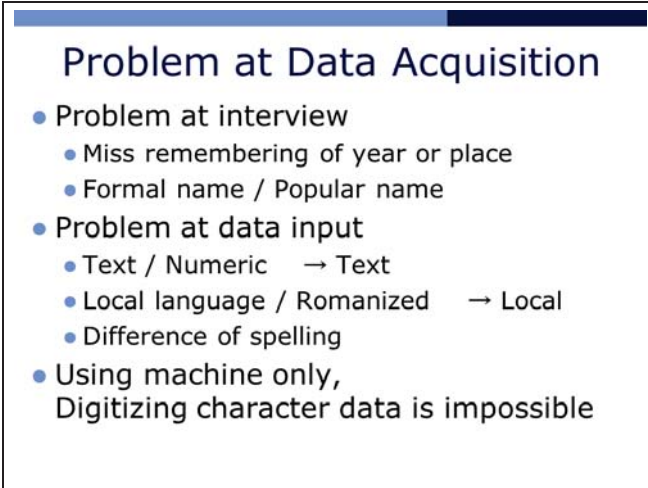 Problem at Data Acquisition
Problem at interview
Miss remembering of year or place
Formal name / Popular name
Problem at data input
Text / Numeric → Text
Local language / Romanized → Local
Difference of spelling
Using machine only,
Digitizing character data is impossible